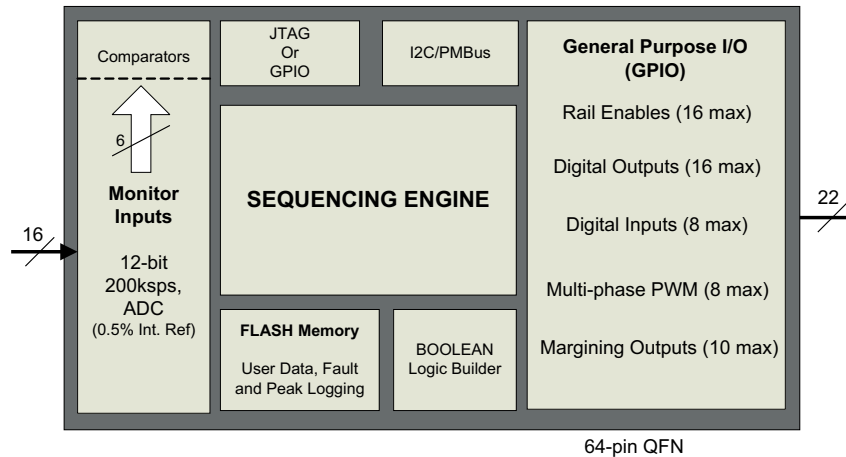 Comparators
6
Monitor
Inputs
16
12-bit
200ksps,
ADC
(0.5% Int. Ref)
JTAG
Or
GPIO
I2C/PMBus
SEQUENCING ENGINE
FLASH Memory
User Data, Fault
and Peak Logging
BOOLEAN
Logic Builder
General Purpose I/O
(GPIO)
Rail Enables (16 max)
Digital Outputs (16 max)
Digital Inputs (8 max)
Multi-phase PWM (8 max)
Margining Outputs (10 max)
22
64-pin QFN